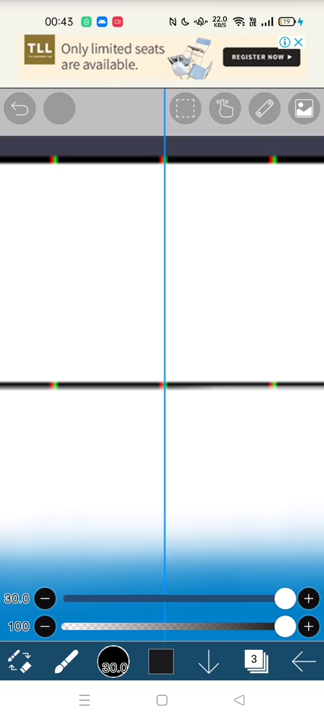 00:43
22.0
KB/S
19
TLL
Only limited seats
are available.
REGISTER NOW
30.0
100
30.0
3